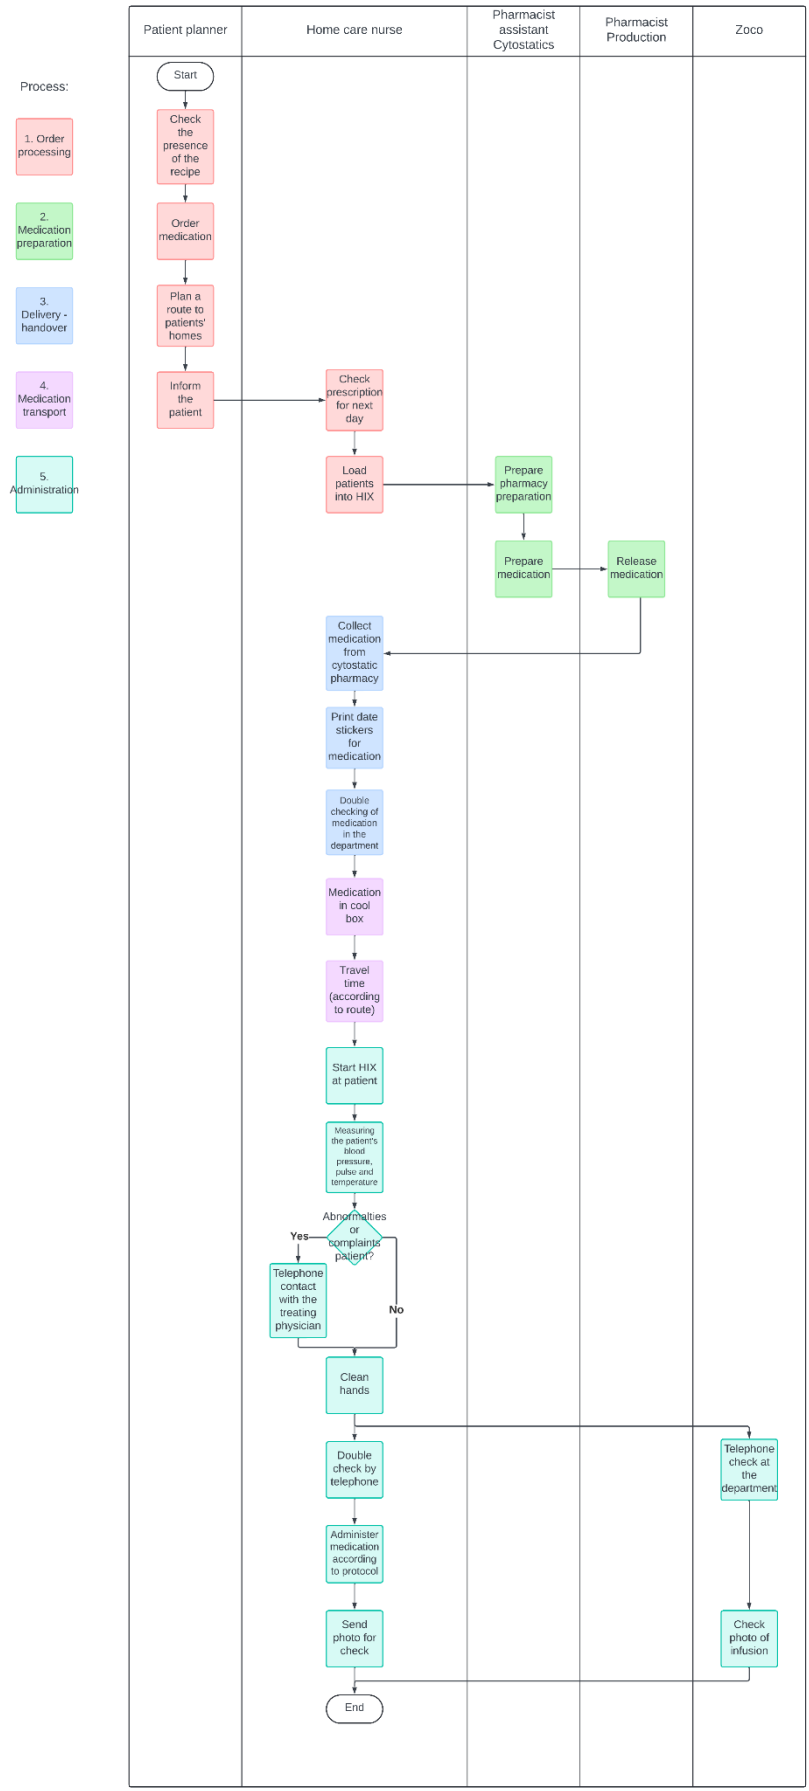 Patient planner
Home care nurse
Pharmacist
assistant
Cytostatics
Pharmacist
Production
Zoco
Process:
1. Order
processing
2.
Medication
preparation
3.
Delivery -
handover
4.
Medication
transport
5.
Administration
Start
Check
the
presence
of the
recipe
Order
medication
Plan a
route to
patients'
homes
Inform
the
patient
Check
prescription
for next
day
Load
patients
into HIX
Prepare
pharmacy
preparation
Prepare
medication
Release
medication
Collect
medication
from
cytostatic
pharmacy
Print date
stickers
for
medication
Double
checking of
medication
in the
department
Medication
in cool
box
Travel
time
(according
to route)
Start HIX
at patient
Measuring
the patient's
blood
pressure,
pulse and
temperature
Abnormalties
or
complaints
patient?
Yes
No
Telephone
contact
with the
treating
physician
Clean
hands
Double
check by
telephone
Telephone
check at
the
department
Administer
medication
according
to protocol
Send
photo for
check
Check
photo of
infusion
End